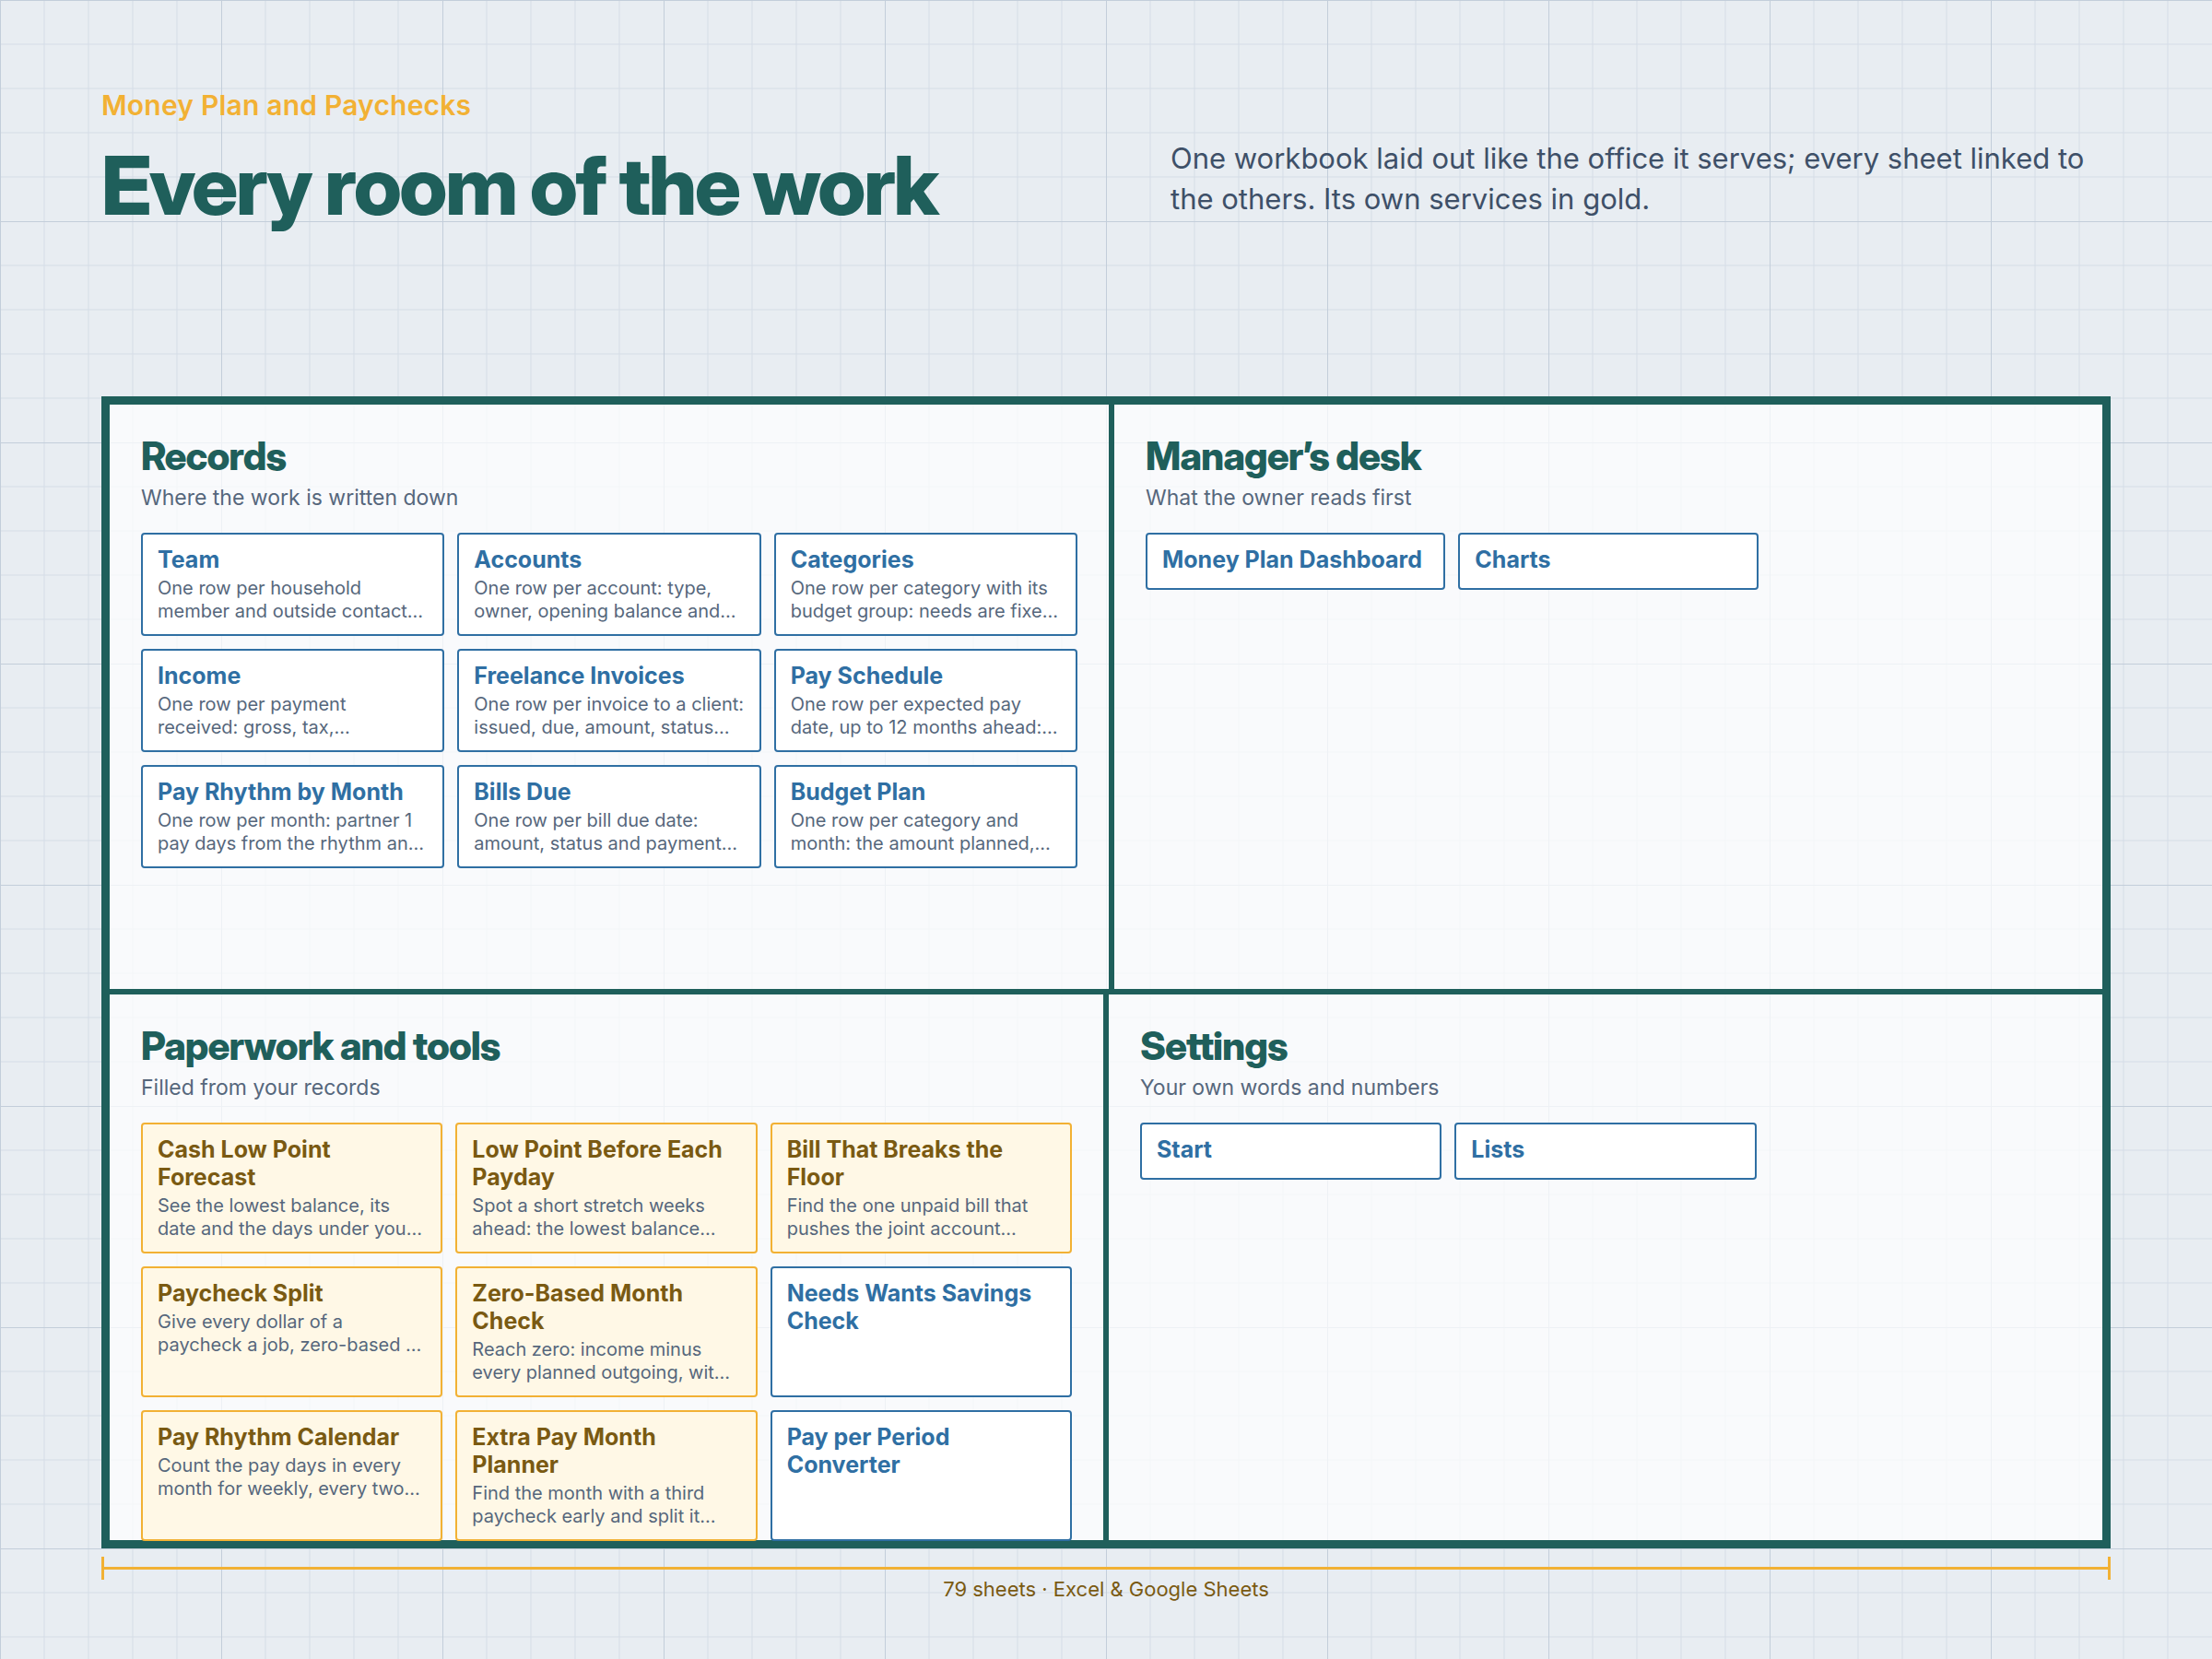 Money Plan and Paychecks
Every room of the work
One workbook laid out like the office it serves; every sheet linked to
the others. Its own services in gold.
Records
Where the work is written down
Team
One row per household
member and outside contact...
Accounts
One row per account: type,
owner, opening balance and...
Categories
One row per category with its
budget group: needs are fixe...
Income
One row per payment
received: gross, tax,...
Freelance Invoices
One row per invoice to a client:
issued, due, amount, status...
Pay Schedule
One row per expected pay
date, up to 12 months ahead:...
Pay Rhythm by Month
One row per month: partner 1
pay days from the rhythm an...
Bills Due
One row per bill due date:
amount, status and payment...
Budget Plan
One row per category and
month: the amount planned,...
Manager’s desk
What the owner reads first
Money Plan Dashboard
Charts
Paperwork and tools
Filled from your records
Cash Low Point
Forecast
See the lowest balance, its
date and the days under you...
Low Point Before Each
Payday
Spot a short stretch weeks
ahead: the lowest balance...
Bill That Breaks the
Floor
Find the one unpaid bill that
pushes the joint account...
Paycheck Split
Give every dollar of a
paycheck a job, zero-based ...
Zero-Based Month
Check
Reach zero: income minus
every planned outgoing, wit...
Needs Wants Savings
Check
Pay Rhythm Calendar
Count the pay days in every
month for weekly, every two...
Extra Pay Month
Planner
Find the month with a third
paycheck early and split it...
Pay per Period
Converter
Settings
Your own words and numbers
Start
Lists
79 sheets · Excel & Google Sheets